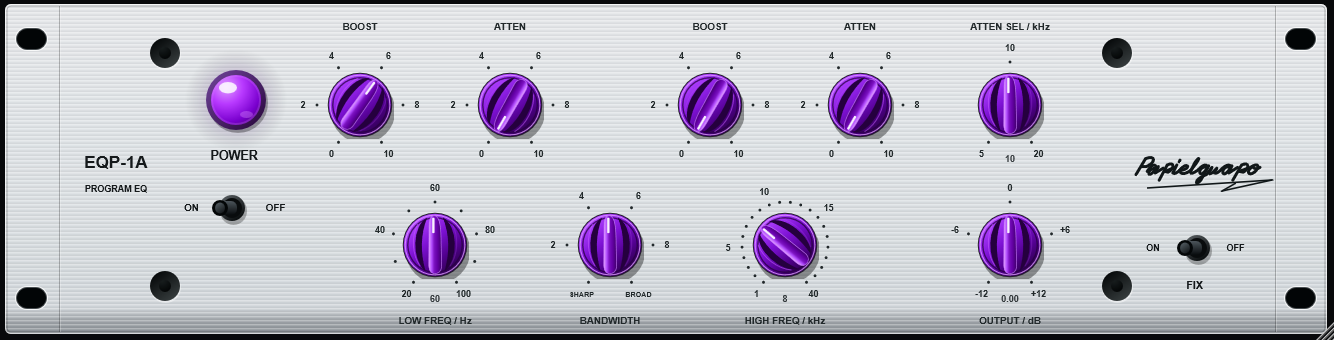 BOOST ATTEN BOOST ATTEN ATTEN SEL / kHz
10
4 6 4 6 4 6 4 6
2 8 2 8 2 8 2 8
0 10 0 10 0 10 0 10 5 10 20
POWER
EQP-1A
PROGRAM EQ
ON OFF
Papielguapo
60 4 6 10 15 0
40 80 2 8 5 -6 +6
20 60 100 SHARP BROAD 1 8 40 -12 0.00 +12
ON OFF
FIX
LOW FREQ / Hz BANDWIDTH HIGH FREQ / kHz OUTPUT / dB